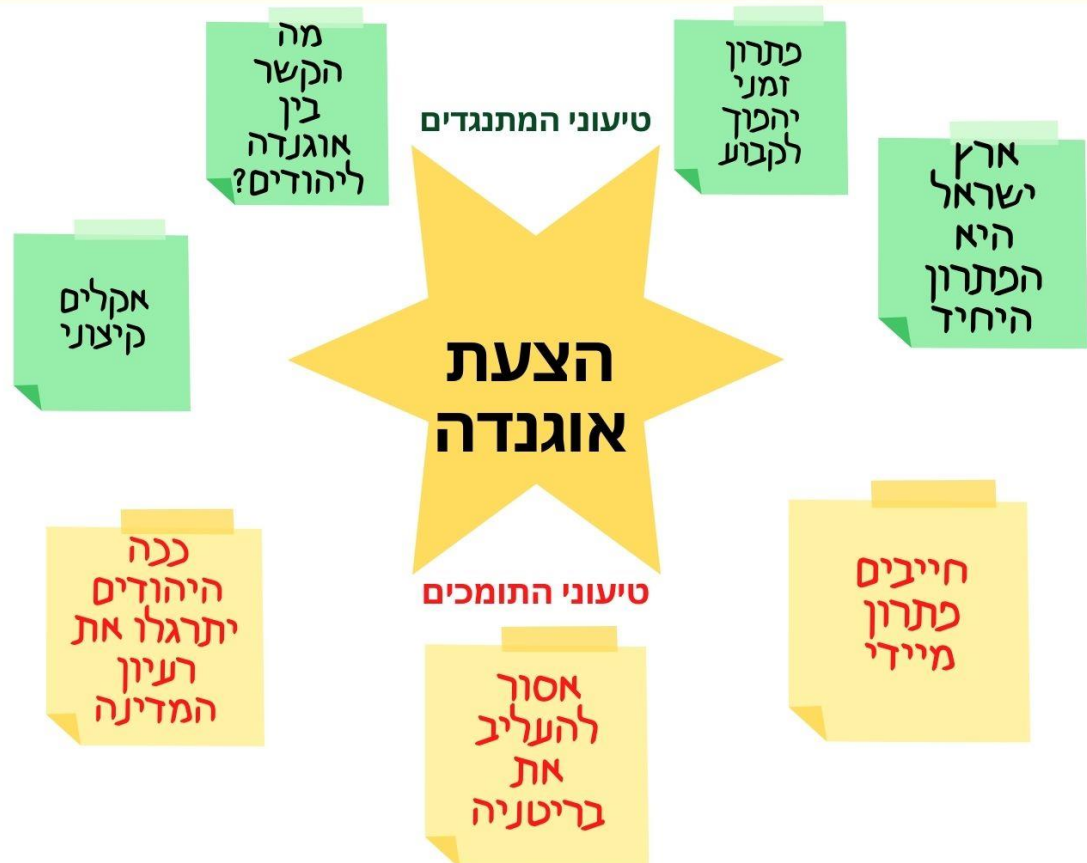 מה
הקשר
בין
אוגנדה
ליהודים?
פתרון
זמני
יהפוך
לקבוע
טיעוני המתנגדים
ארץ
ישראל
היא
הפתרון
היחיד
אקלים
קיצוני
הצעת
אוגנדה
חייבים
פתרון
מיידי
טיעוני התומכים
ככה
היהודים
יתרגלו את
רעיון
המדינה
אסור
להעליב
את
בריטניה